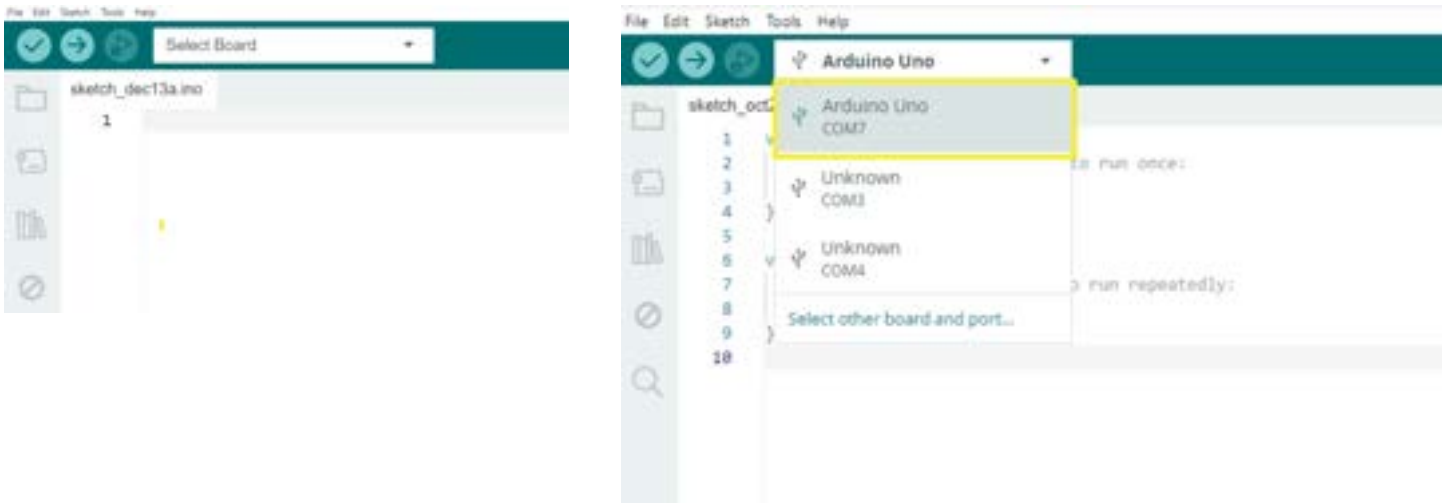 File Edit Sketch Tools Help
Select Board
sketch_dec13a.ino
1
File Edit Sketch Tools Help
Arduino Uno
sketch_oct2
Arduino Uno
COM7
1 v
2 to run once:
3
Unknown
COM3
4 }
5
Unknown
6 v
COM4
7 o run repeatedly:
8
Select other board and port...
9 }
10